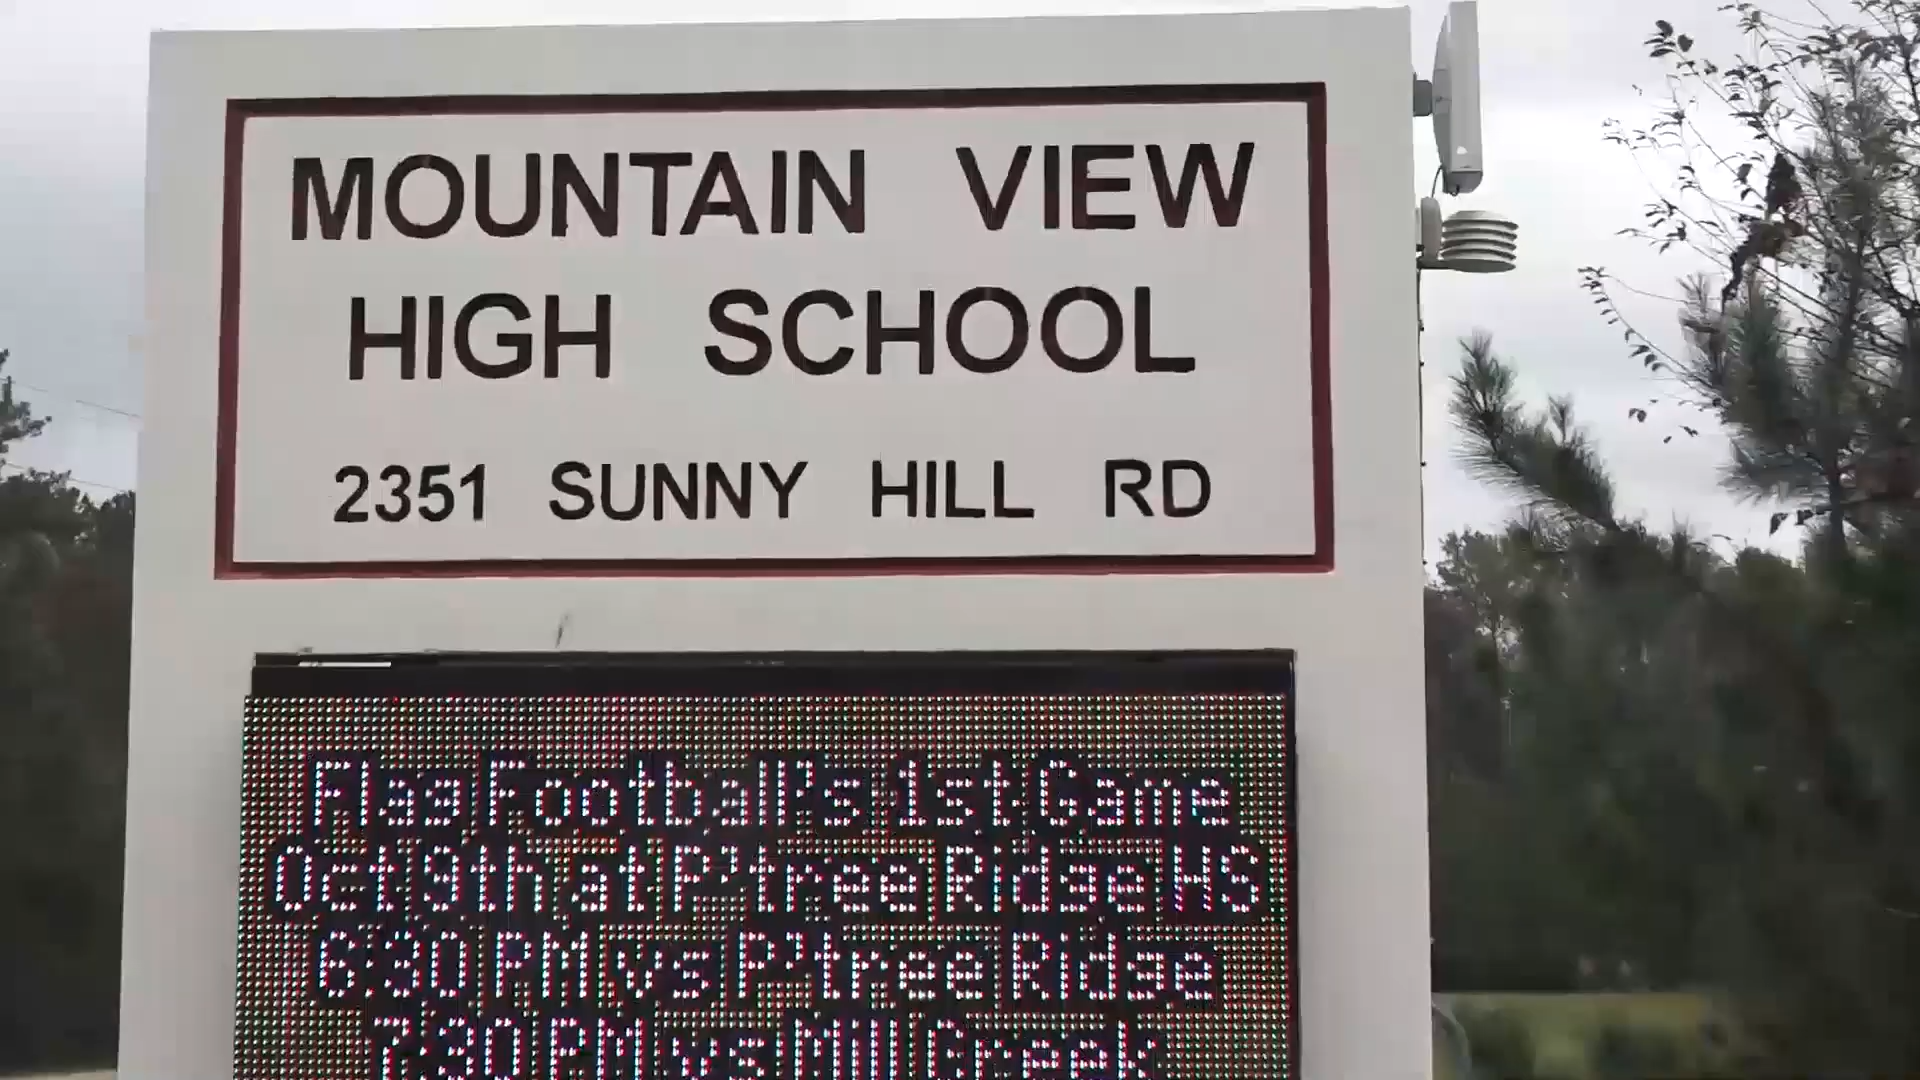 MOUNTAIN VIEW
HIGH SCHOOL
2351 SUNNY HILL RD
Flag Football's 1st Game
Oct 9th at P'tree Ridge HS
6:30 PM vs P'tree Ridge
7:30 PM vs Mill Creek